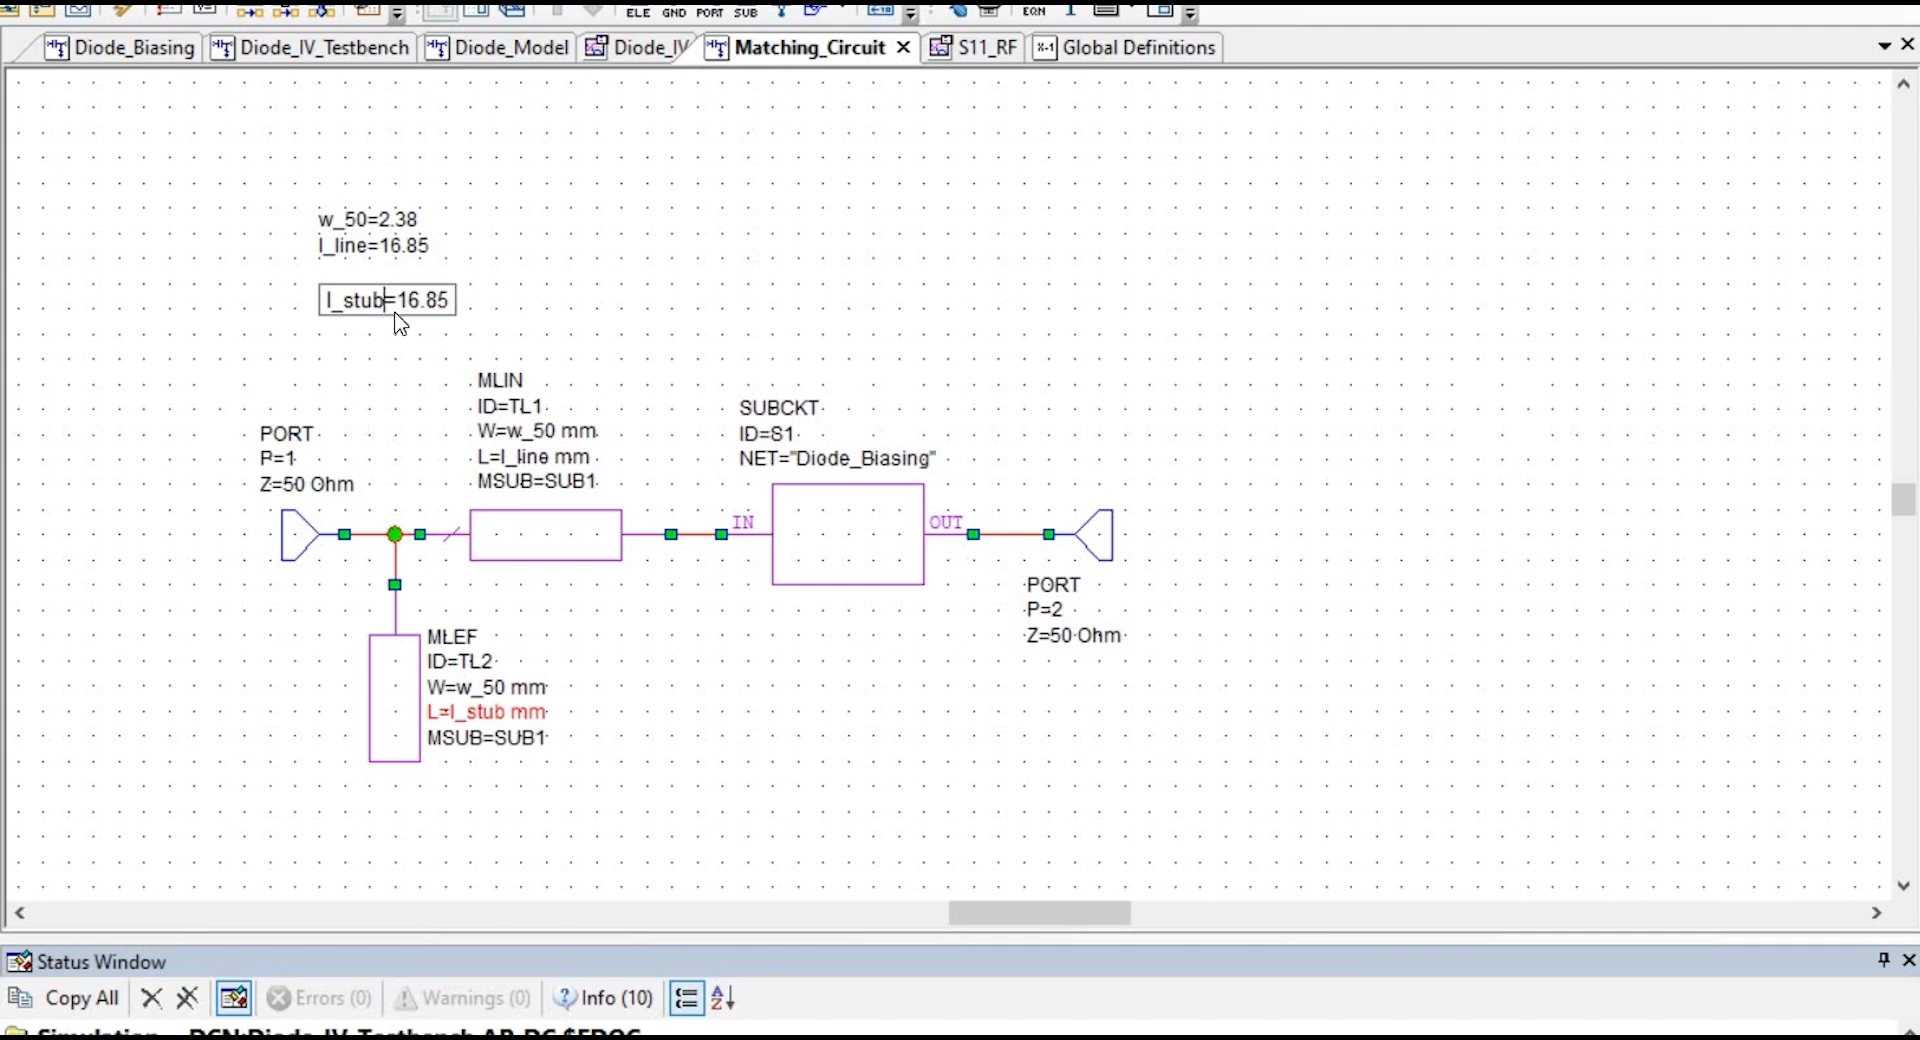 ELE GND PORT SUB EQN
Diode_Biasing Diode_IV_Testbench Diode_Model Diode_IV Matching_Circuit S11_RF Global Definitions
w_50=2.38
l_line=16.85
l_stub=16.85
MLIN
ID=TL1
W=w_50 mm
L=l_line mm
MSUB=SUB1
SUBCKT
ID=S1
NET="Diode_Biasing"
PORT
P=1
Z=50 Ohm
IN
OUT
PORT
P=2
Z=50 Ohm
MLEF
ID=TL2
W=w_50 mm
L=l_stub mm
MSUB=SUB1
Status Window
Copy All Errors (0) Warnings (0) Info (10)